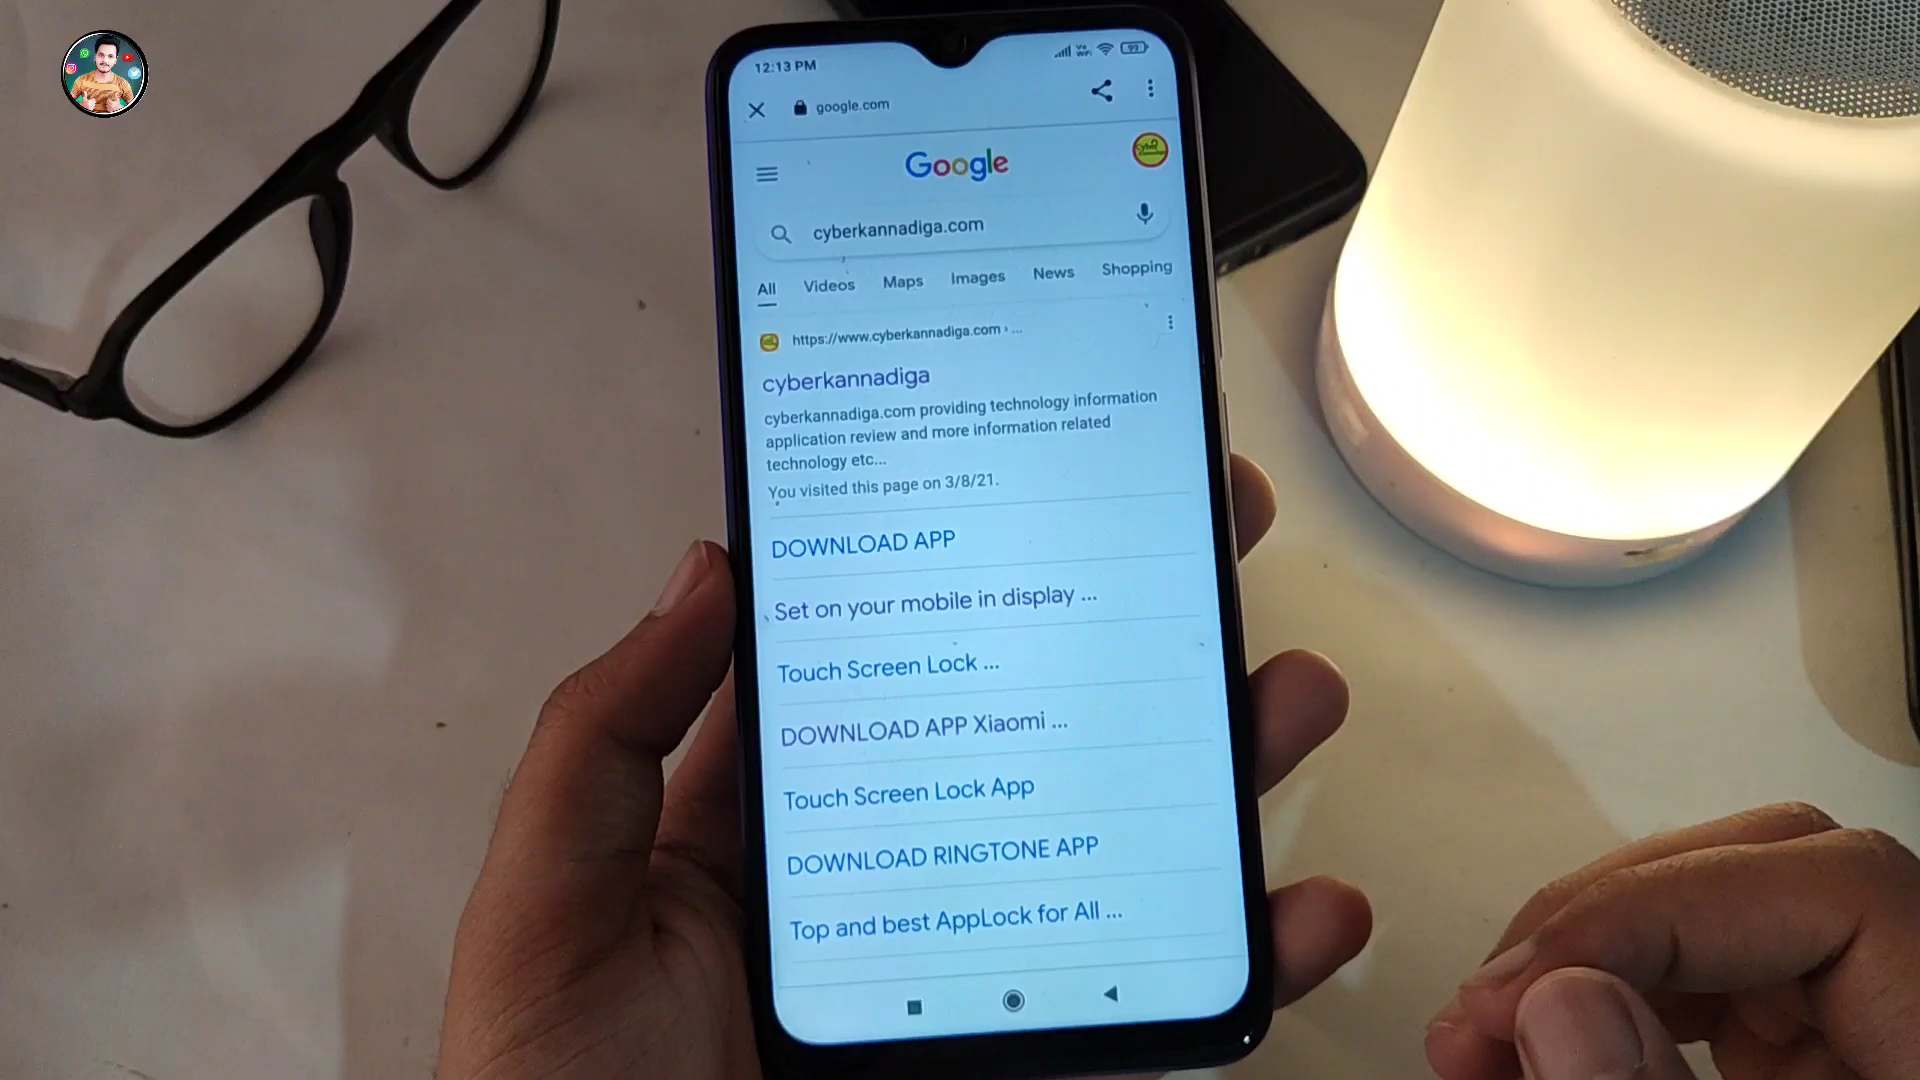 12:13 PM
99
google.com
Google
cyberkannadiga.com
All Videos Maps Images News Shopping
https://www.cyberkannadiga.com › ...
cyberkannadiga
cyberkannadiga.com providing technology information
application review and more information related
technology etc...
You visited this page on 3/8/21.
DOWNLOAD APP
Set on your mobile in display ...
Touch Screen Lock ...
DOWNLOAD APP Xiaomi ...
Touch Screen Lock App
DOWNLOAD RINGTONE APP
Top and best AppLock for All ...